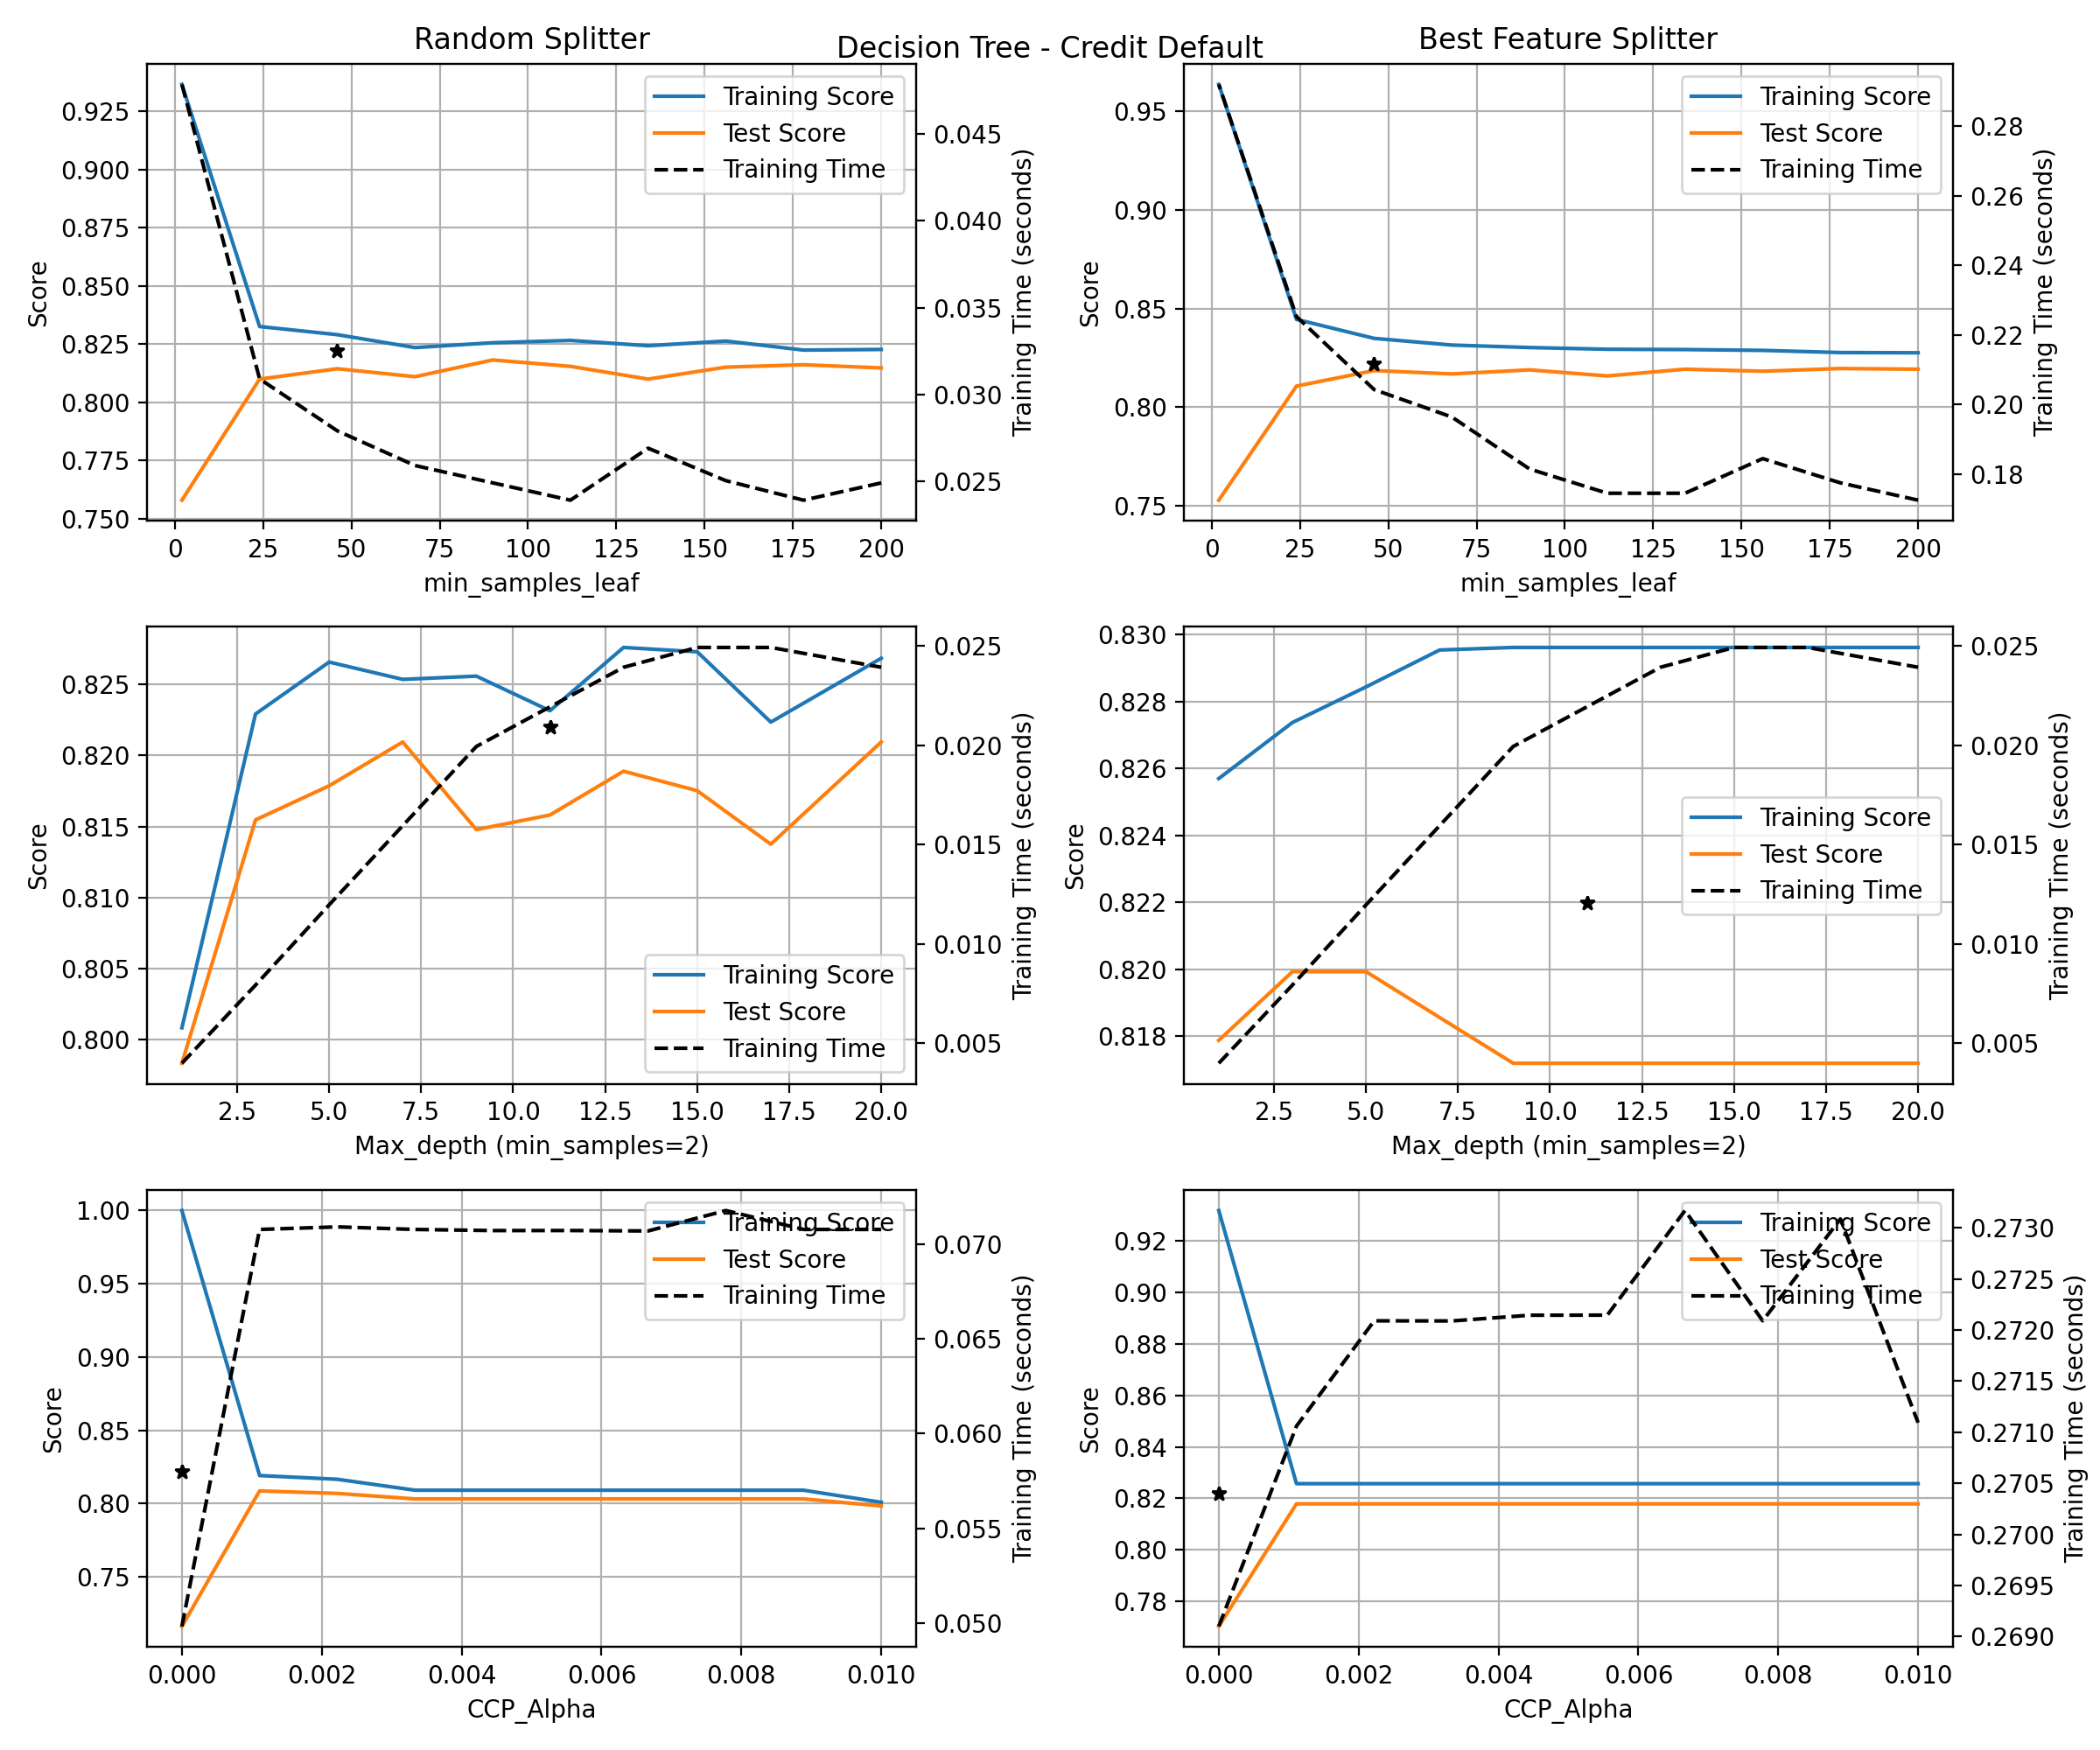 Decision Tree - Credit Default
Random Splitter
Training Score
Test Score
Training Time
0.925
0.900
0.875
0.850
0.825
0.800
0.775
0.750
Score
0.045
0.040
0.035
0.030
0.025
Training Time (seconds)
0 25 50 75 100 125 150 175 200
min_samples_leaf
Best Feature Splitter
Training Score
Test Score
Training Time
0.95
0.90
0.85
0.80
0.75
Score
0.28
0.26
0.24
0.22
0.20
0.18
Training Time (seconds)
0 25 50 75 100 125 150 175 200
min_samples_leaf
0.825
0.820
0.815
0.810
0.805
0.800
Score
Training Score
Test Score
Training Time
0.025
0.020
0.015
0.010
0.005
Training Time (seconds)
2.5 5.0 7.5 10.0 12.5 15.0 17.5 20.0
Max_depth (min_samples=2)
0.830
0.828
0.826
0.824
0.822
0.820
0.818
Score
Training Score
Test Score
Training Time
0.025
0.020
0.015
0.010
0.005
Training Time (seconds)
2.5 5.0 7.5 10.0 12.5 15.0 17.5 20.0
Max_depth (min_samples=2)
1.00
0.95
0.90
0.85
0.80
0.75
Score
Training Score
Test Score
Training Time
0.070
0.065
0.060
0.055
0.050
Training Time (seconds)
0.000 0.002 0.004 0.006 0.008 0.010
CCP_Alpha
0.92
0.90
0.88
0.86
0.84
0.82
0.80
0.78
Score
Training Score
Test Score
Training Time
0.2730
0.2725
0.2720
0.2715
0.2710
0.2705
0.2700
0.2695
0.2690
Training Time (seconds)
0.000 0.002 0.004 0.006 0.008 0.010
CCP_Alpha